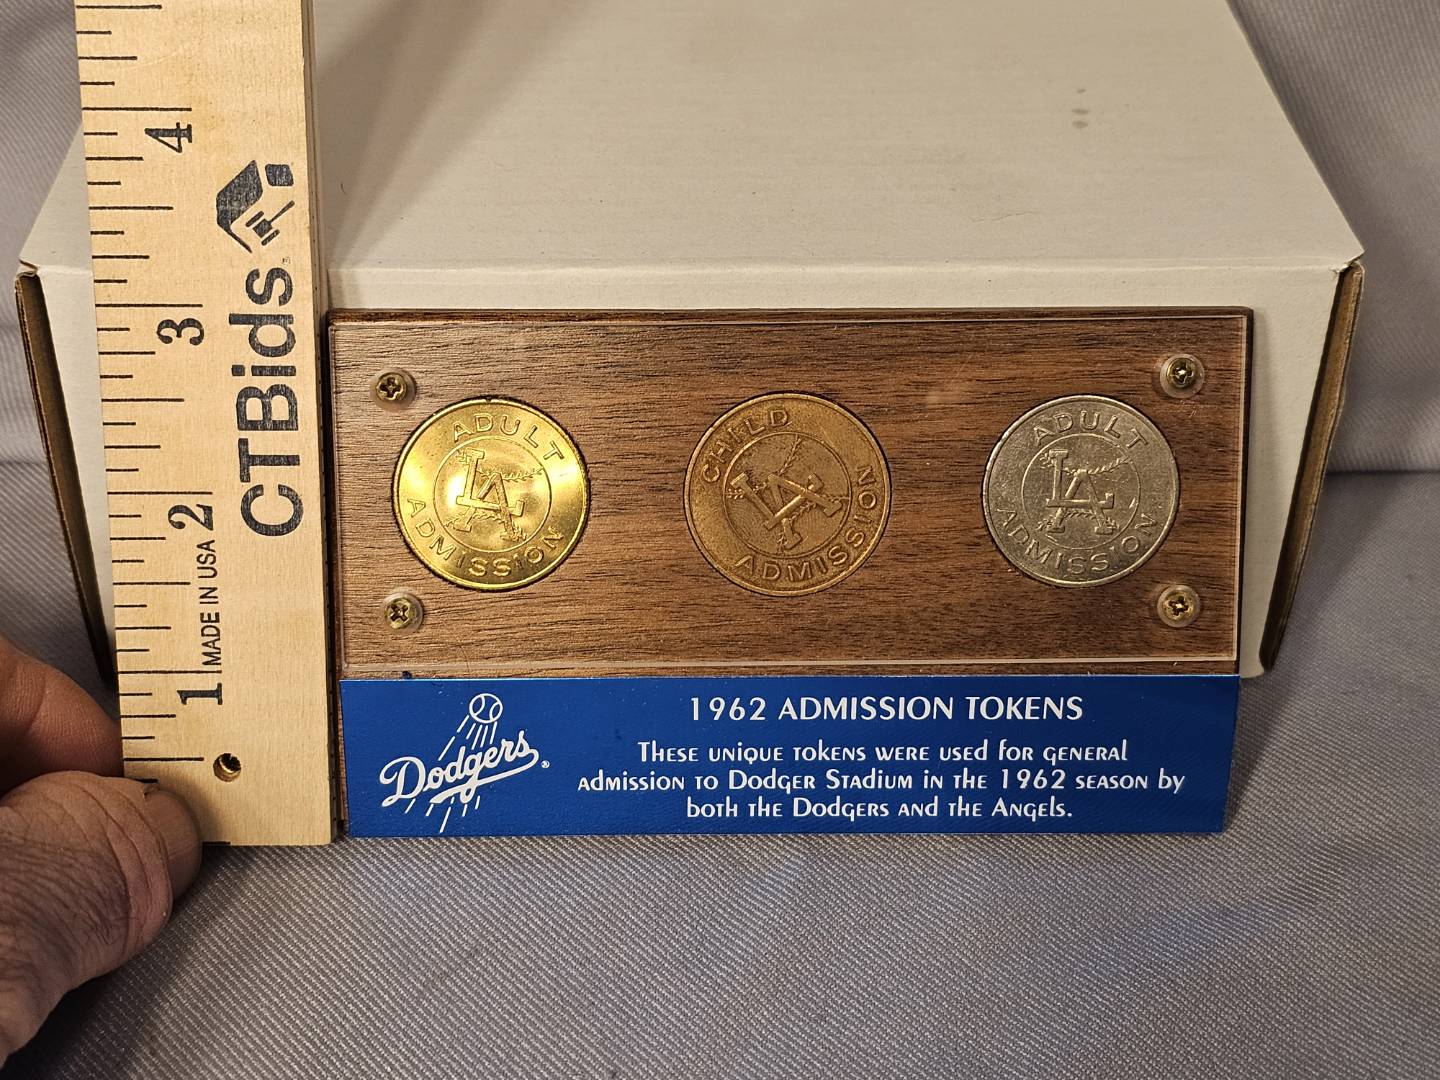 4
3
2
1
CTBids
MADE IN USA
ADULT
LA
ADMISSION
CHILD
LA
ADMISSION
ADULT
LA
ADMISSION
Dodgers®
1962 ADMISSION TOKENS
THESE UNIQUE TOKENS WERE USED FOR GENERAL
ADMISSION TO DODGER STADIUM IN THE 1962 SEASON BY
BOTH THE DODGERS AND THE ANGELS.